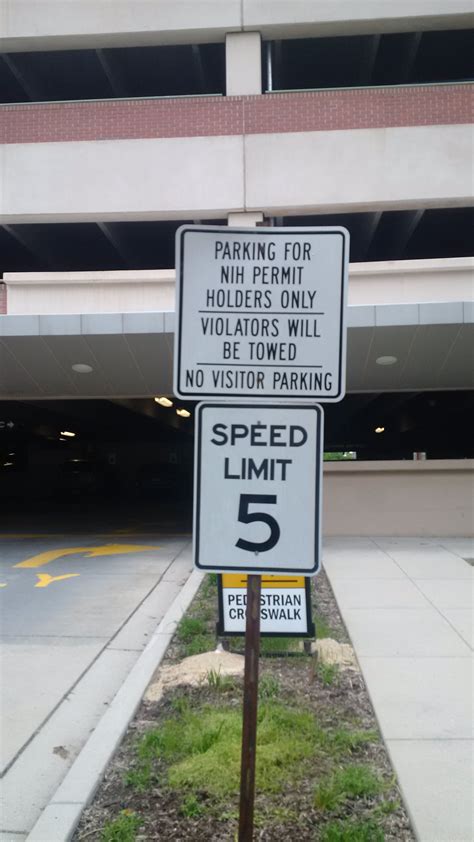 PARKING FOR
NIH PERMIT
HOLDERS ONLY
VIOLATORS WILL
BE TOWED
NO VISITOR PARKING
SPEED
LIMIT
5
PEDESTRIAN
CROSSWALK